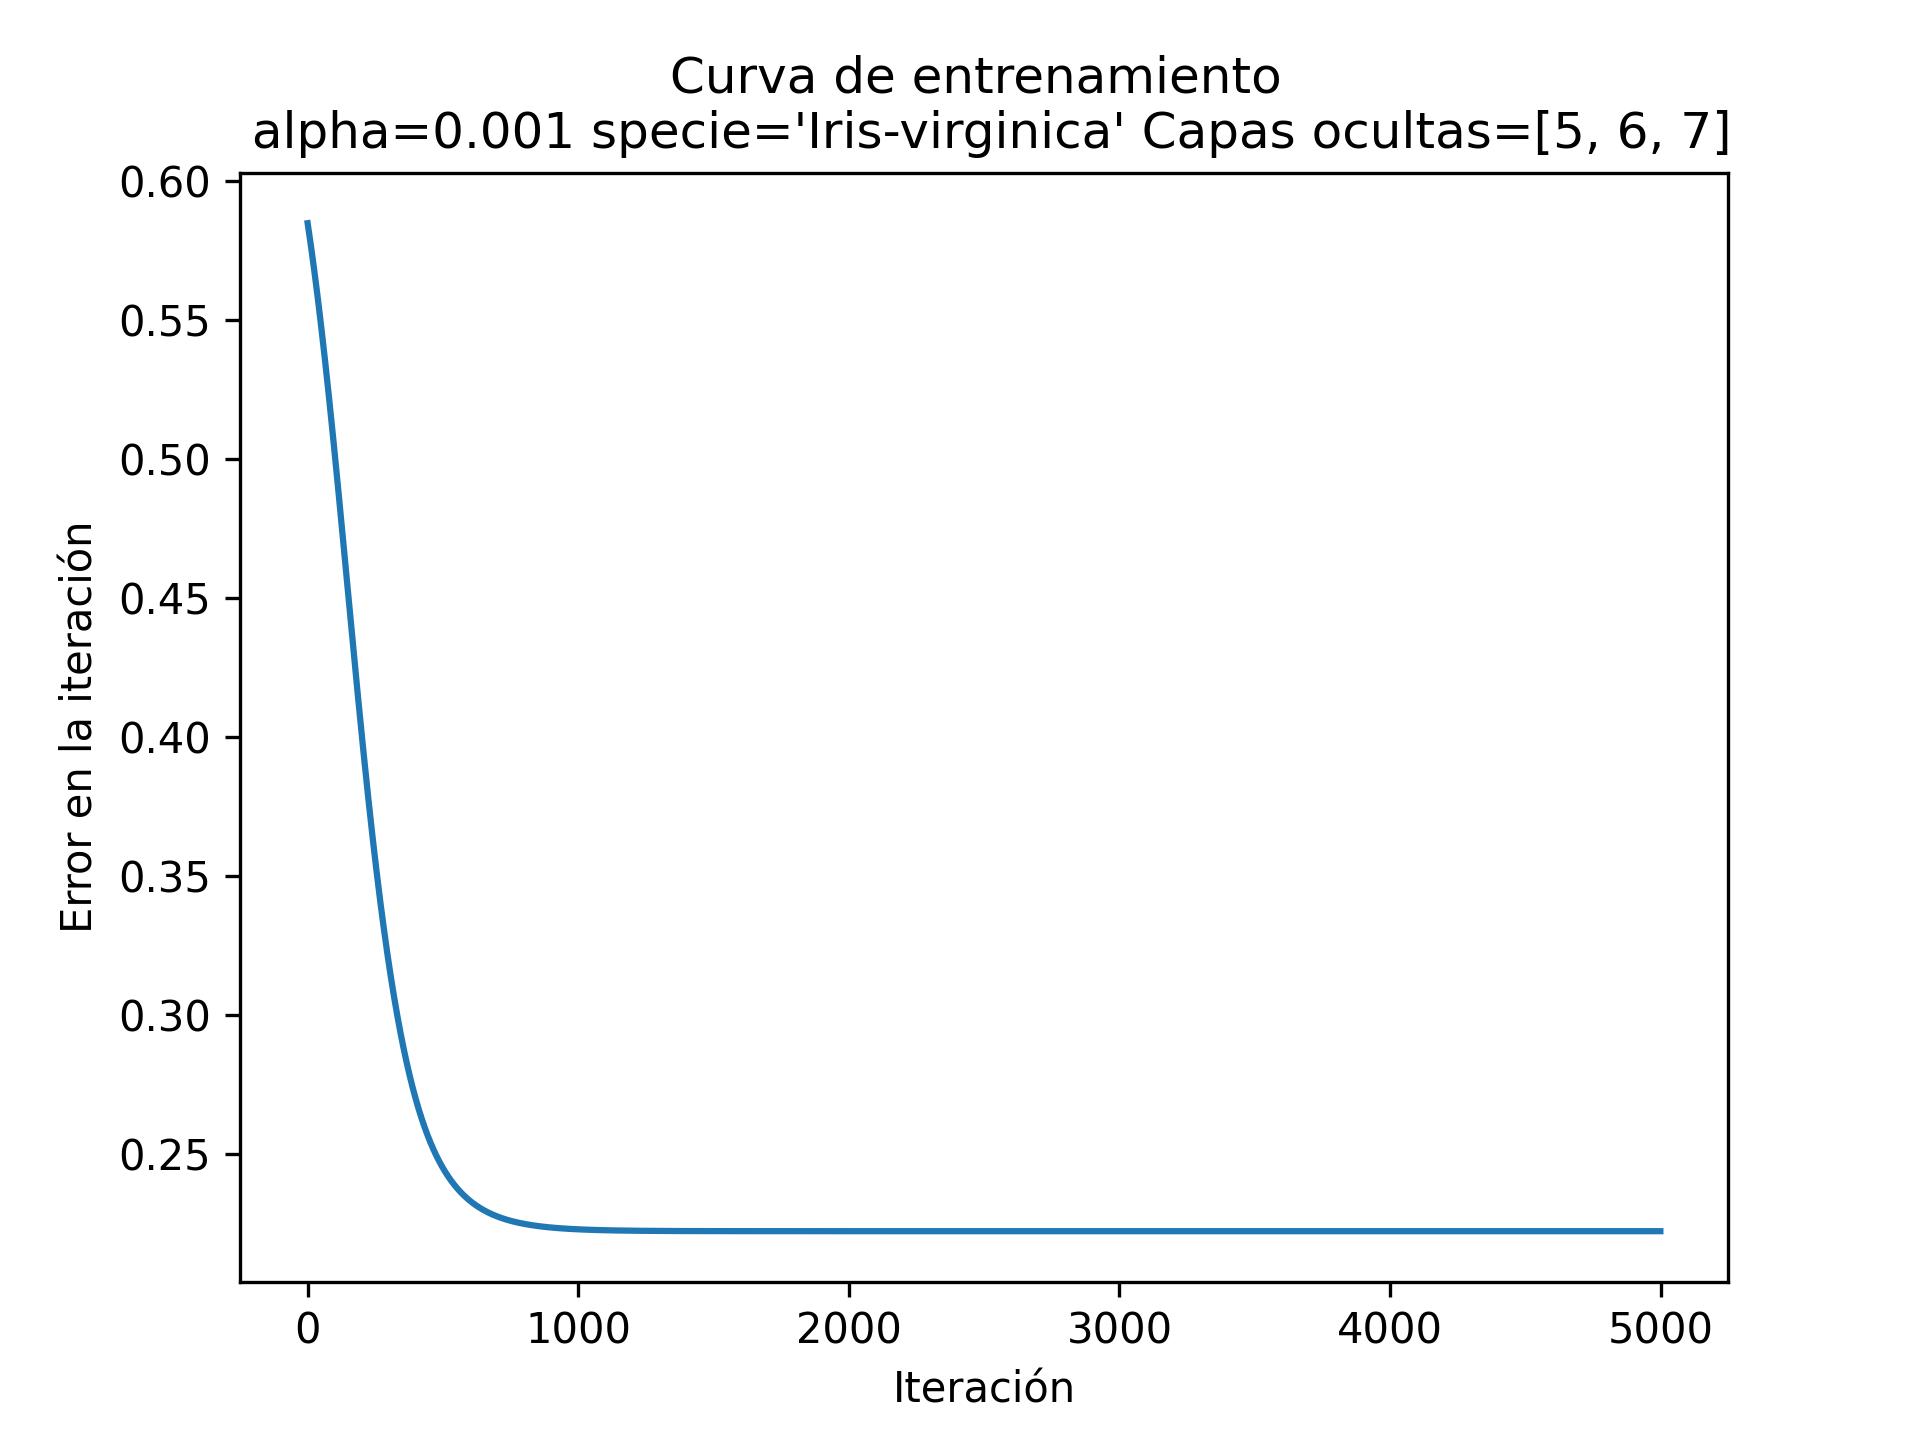 Curva de entrenamiento
alpha=0.001 specie='Iris-virginica' Capas ocultas=[5, 6, 7]
0.60
0.55
0.50
0.45
0.40
0.35
0.30
0.25
Error en la iteración
0 1000 2000 3000 4000 5000
Iteración